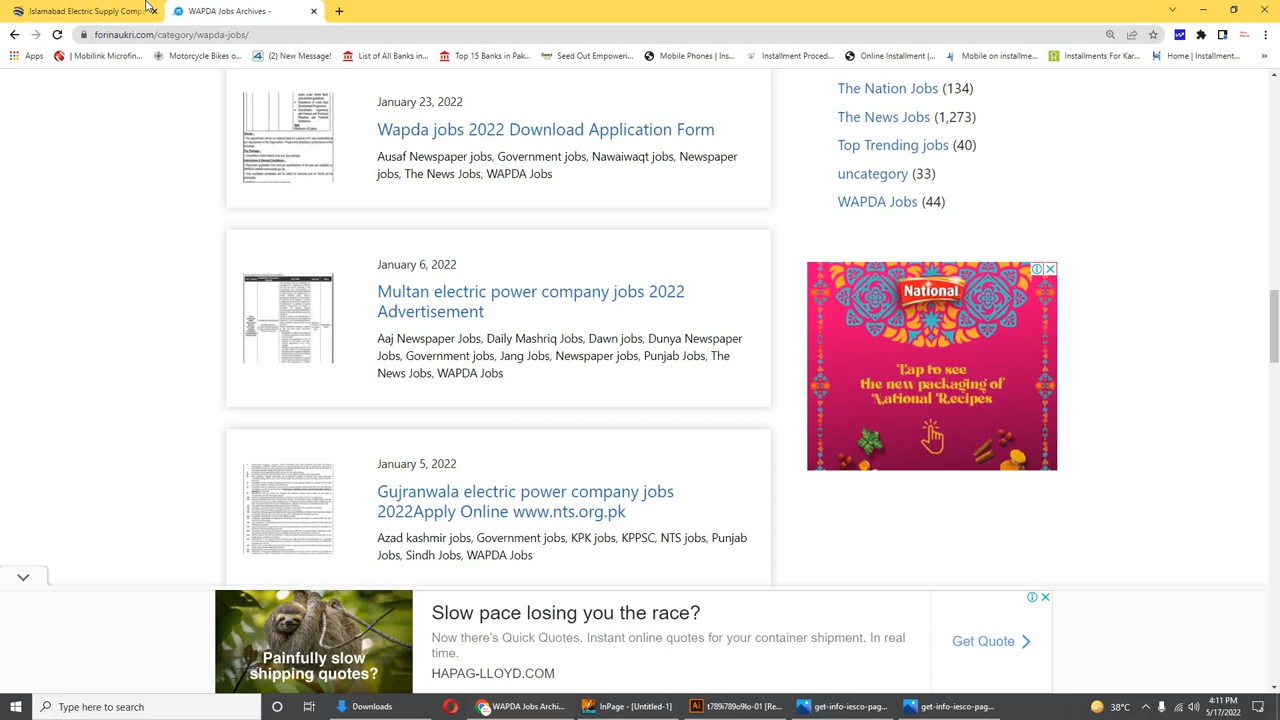 Islamabad Electric Supply Comp
WAPDA Jobs Archives -
forinaukri.com/category/wapda-jobs/
Apps
| Mobilink Microfin...
Motorcycle Bikes o...
(2) New Message!
List of All Banks in...
Top 15 Banks in Pak...
Seed Out Empoweri...
Mobile Phones | Ins...
Installment Proced...
Online Installment |...
Mobile on installme...
Installments For Kar...
Home | Installment...
January 23, 2022
Wapda jobs 2022 Download Application Form
Ausaf Newspaper jobs,
jobs, WAPDA Jobs
January 6, 2022
Multan electric power company jobs 2022
Advertisement
Aaj Newspaper jobs, Daily Mashriq jobs, Dawn jobs, Dunya Newspaper
Jobs, Government jobs, Jang Jobs, Newspaper jobs, Punjab Jobs, The
News Jobs, WAPDA Jobs
January
Gujranwala electric power company jobs
2022Apply online www.nts.org.pk
Azad kashmir jobs, Government jobs, kpk jobs, KPPSC, NTS jobs, Punjab
Jobs, Sindh Jobs, WAPDA Jobs
The Nation Jobs (134)
The News Jobs (1,273)
Top Trending jobs (40)
uncategory (33)
WAPDA Jobs (44)
National
Tap to see
the new packaging of
National Recipes
Painfully slow
shipping quotes?
Slow pace losing you the race?
Now there's Quick Quotes. Instant online quotes for your container shipment. In real
time.
HAPAG-LLOYD.COM
Get Quote
Type here to search
Downloads
WAPDA Jobs Archi...
InPage - [Untitled-1]
t789i789o9lo-01 [Re...
get-info-iesco-pag...
get-info-iesco-pag...
38°C
4:11 PM
5/17/2022